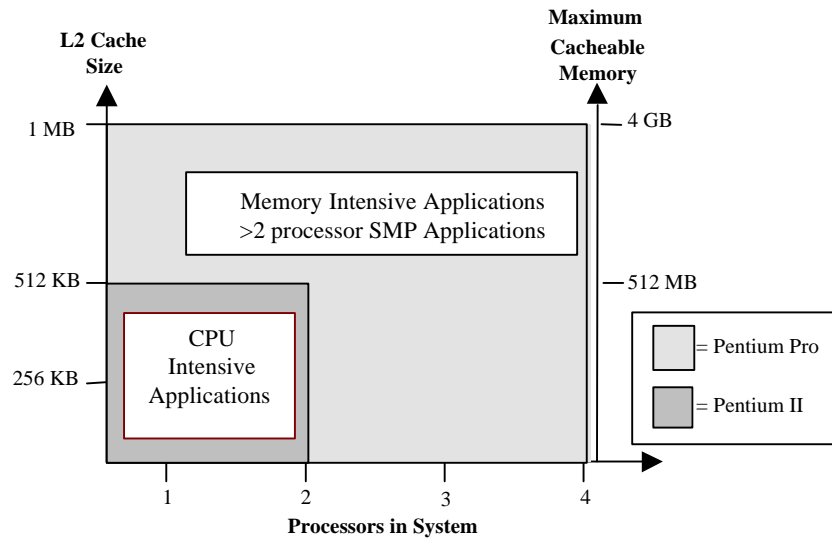 L2 Cache
Size
Maximum
Cacheable
Memory
1 MB
4 GB
Memory Intensive Applications
>2 processor SMP Applications
512 KB
512 MB
CPU
Intensive
Applications
= Pentium Pro
256 KB
= Pentium II
1
2
3
4
Processors in System